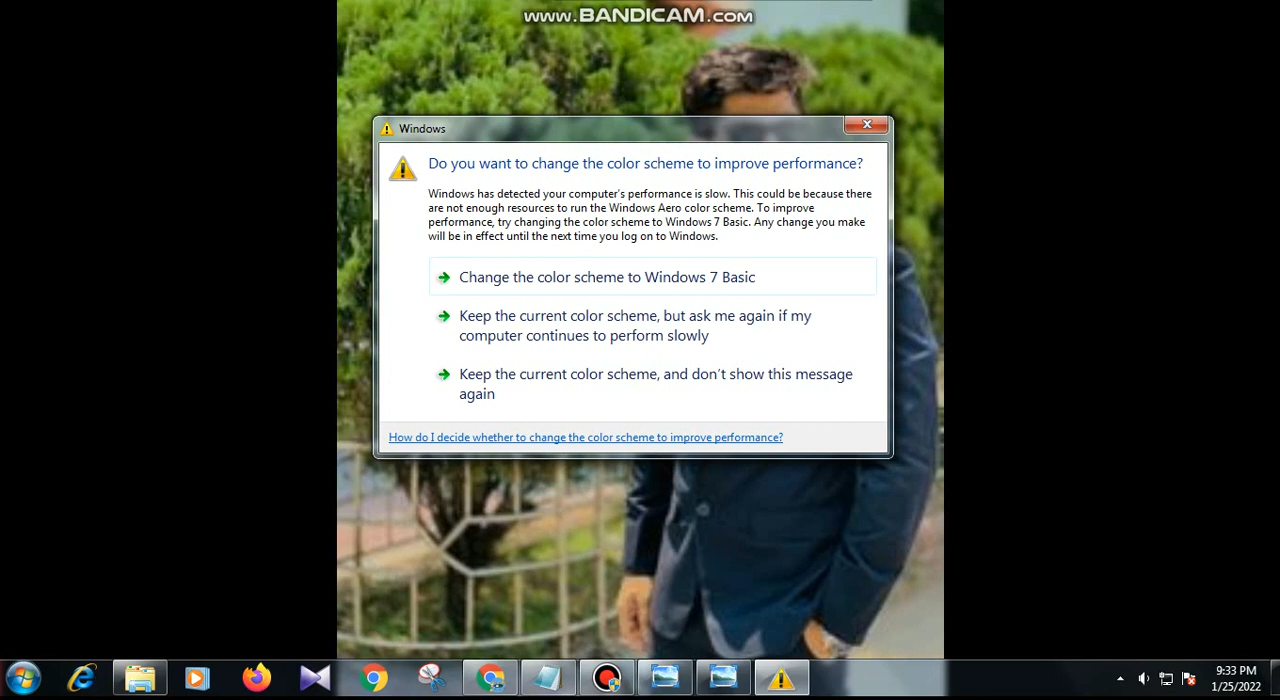 www.BANDICAM.com
Windows
Do you want to change the color scheme to improve performance?
Windows has detected your computer's performance is slow. This could be because there
are not enough resources to run the Windows Aero color scheme. To improve
performance, try changing the color scheme to Windows 7 Basic. Any change you make
will be in effect until the next time you log on to Windows.
Change the color scheme to Windows 7 Basic
Keep the current color scheme, but ask me again if my
computer continues to perform slowly
Keep the current color scheme, and don't show this message
again
How do I decide whether to change the color scheme to improve performance?
9:33 PM
1/25/2022